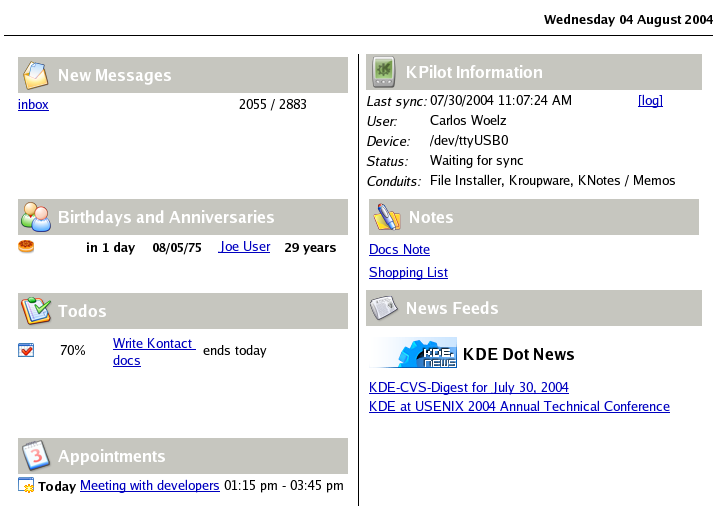 Wednesday 04 August 2004
New Messages
inbox 2055 / 2883
Birthdays and Anniversaries
in 1 day 08/05/75 Joe User 29 years
Todos
70% Write Kontact docs ends today
Appointments
3
Today Meeting with developers 01:15 pm - 03:45 pm
KPilot Information
Last sync: 07/30/2004 11:07:24 AM [log]
User: Carlos Woelz
Device: /dev/ttyUSB0
Status: Waiting for sync
Conduits: File Installer, Kroupware, KNotes / Memos
Notes
Docs Note
Shopping List
News Feeds
KDE NEWS KDE Dot News
KDE-CVS-Digest for July 30, 2004
KDE at USENIX 2004 Annual Technical Conference